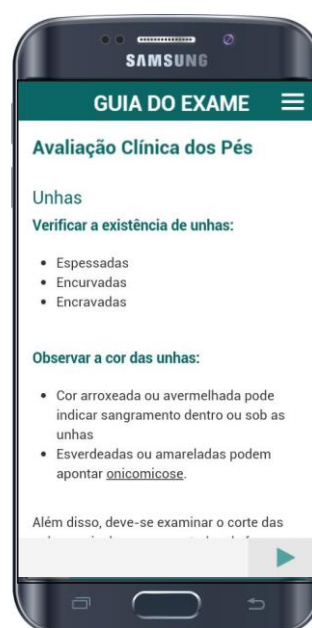 SAMSUNG
GUIA DO EXAME
Avaliação Clínica dos Pés
Unhas
Verificar a existência de unhas:
• Espessadas
• Encurvadas
• Encravadas
Observar a cor das unhas:
• Cor arroxeada ou avermelhada pode
indicar sangramento dentro ou sob as
unhas
• Esverdeadas ou amareladas podem
apontar onicomicose.
Além disso, deve-se examinar o corte das